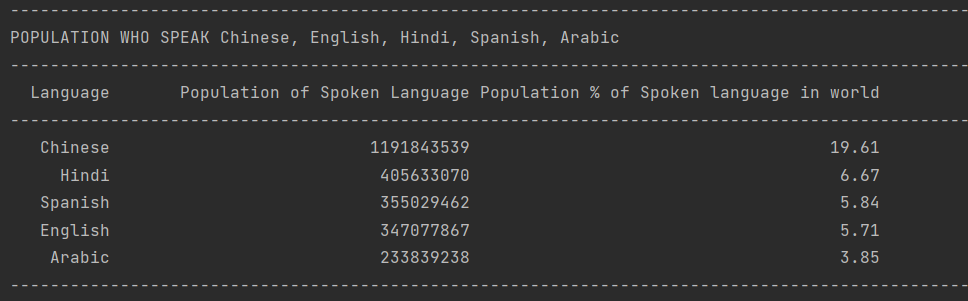 POPULATION WHO SPEAK Chinese, English, Hindi, Spanish, Arabic
Language Population of Spoken Language Population % of Spoken language in world
Chinese 1191843539 19.61
Hindi 405633070 6.67
Spanish 355029462 5.84
English 347077867 5.71
Arabic 233839238 3.85